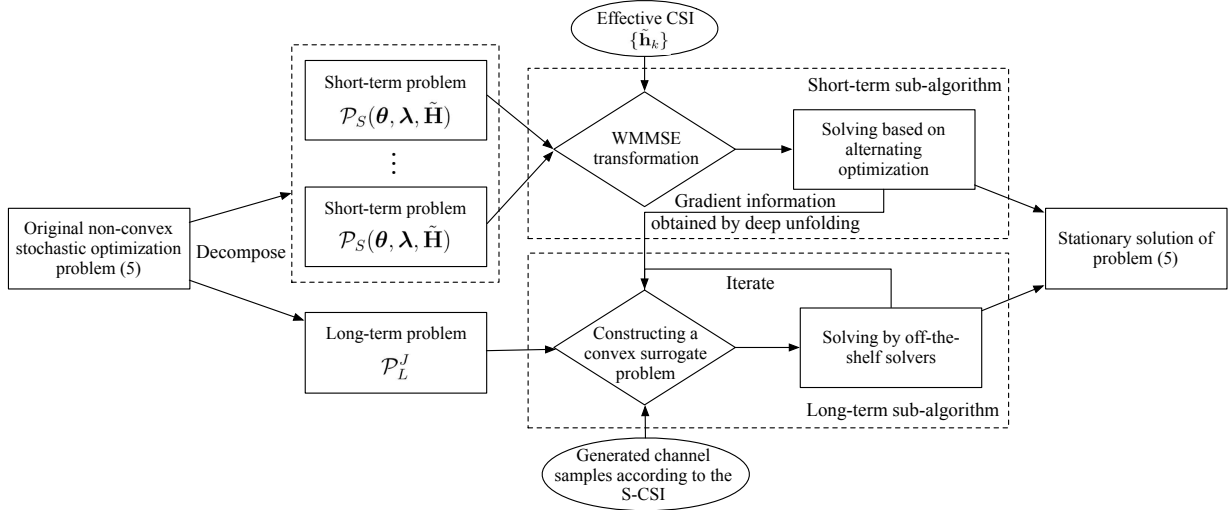 Effective CSI
{h̃ₖ}
Short-term sub-algorithm
Short-term problem
𝒫_S(θ, λ, H̃)
⋮
Short-term problem
𝒫_S(θ, λ, H̃)
WMMSE
transformation
Solving based on
alternating
optimization
Gradient information
obtained by deep unfolding
Original non-convex
stochastic optimization
problem (5)
Decompose
Stationary solution of
problem (5)
Iterate
Long-term problem
𝒫_L^J
Constructing a
convex surrogate
problem
Solving by off-the-
shelf solvers
Long-term sub-algorithm
Generated channel
samples according to the
S-CSI